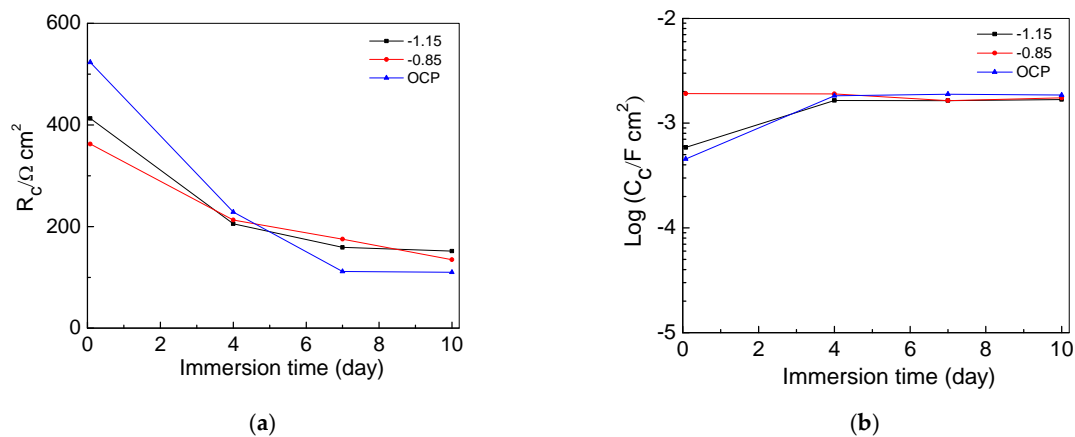 600
400
200
0
R_c/Ω cm²
0 2 4 6 8 10
Immersion time (day)
-1.15
-0.85
OCP
(a)
-2
-3
-4
-5
Log (C_c/F cm²)
0 2 4 6 8 10
Immersion time (day)
-1.15
-0.85
OCP
(b)